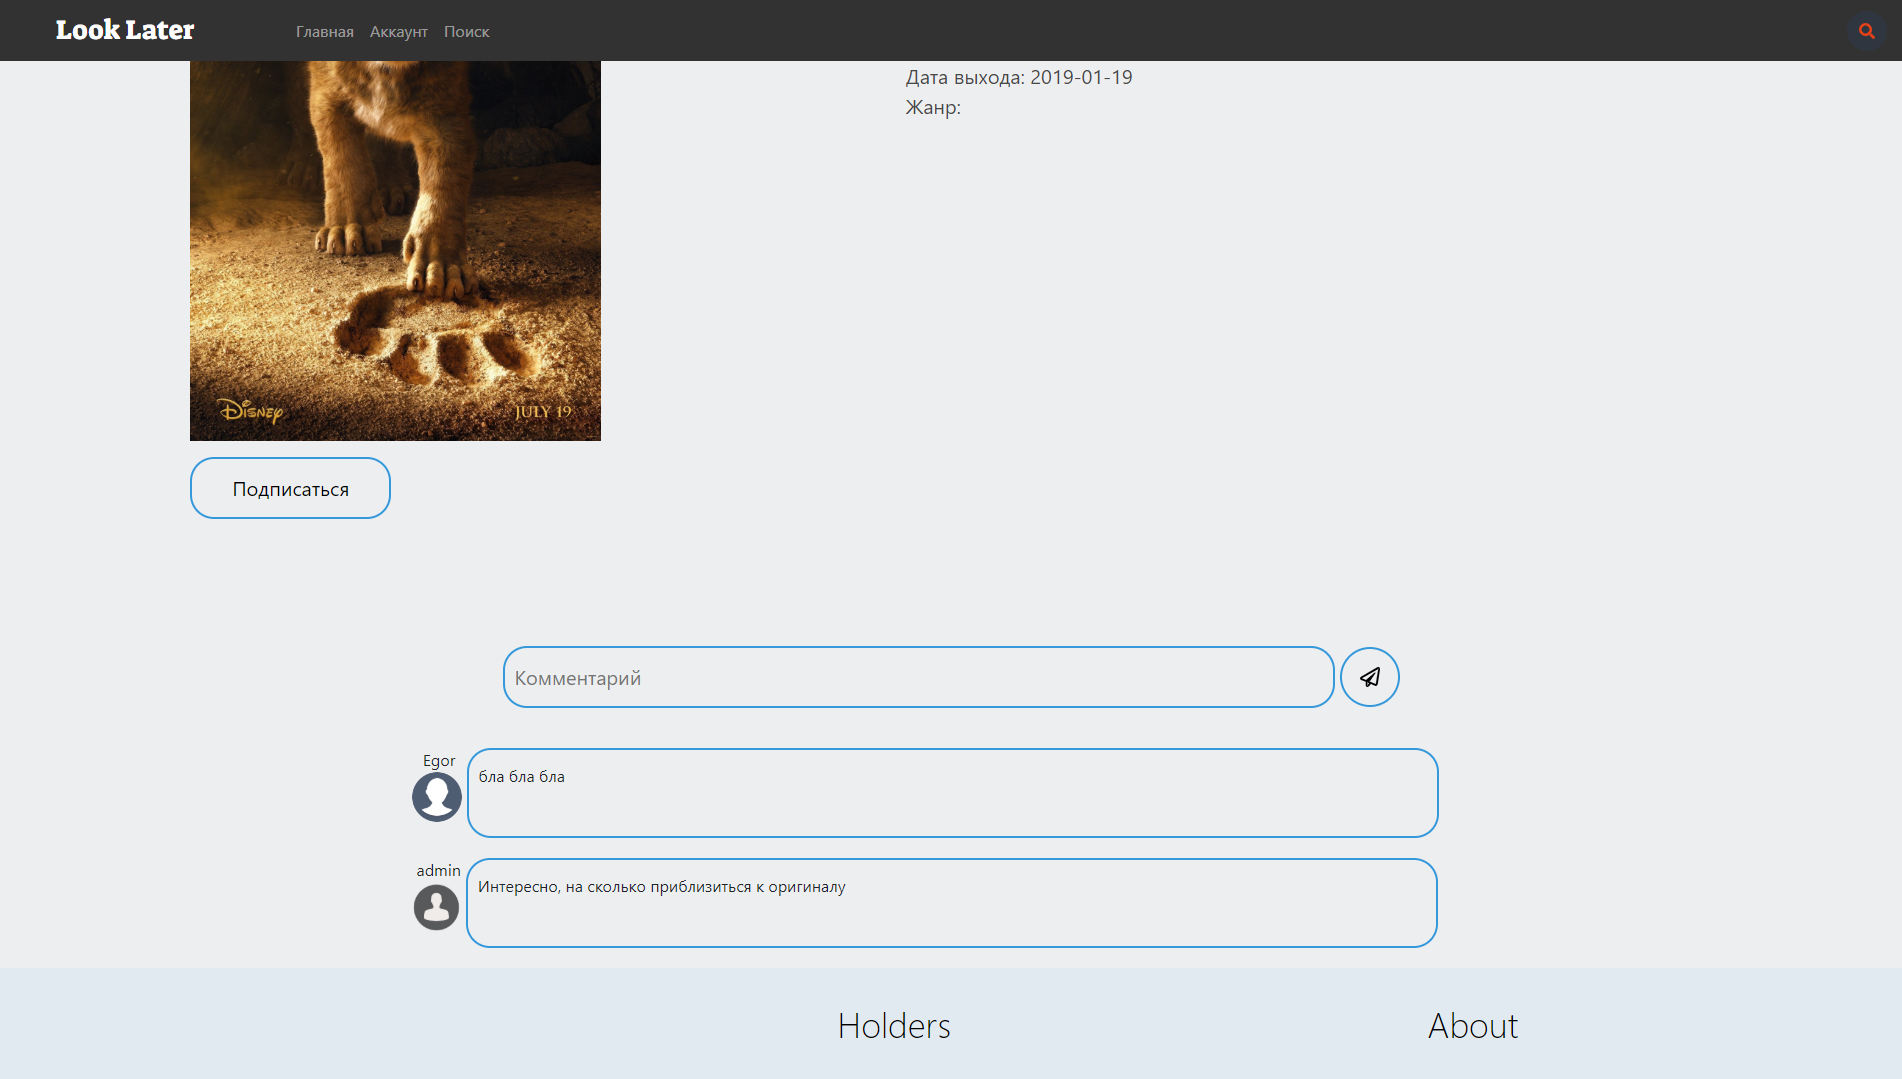 Look Later
Главная Аккаунт Поиск
Дата выхода: 2019-01-19
Жанр:
DISNEY
JULY 19
Подписаться
Комментарий
Egor
бла бла бла
admin
Интересно, на сколько приблизиться к оригиналу
Holders
About